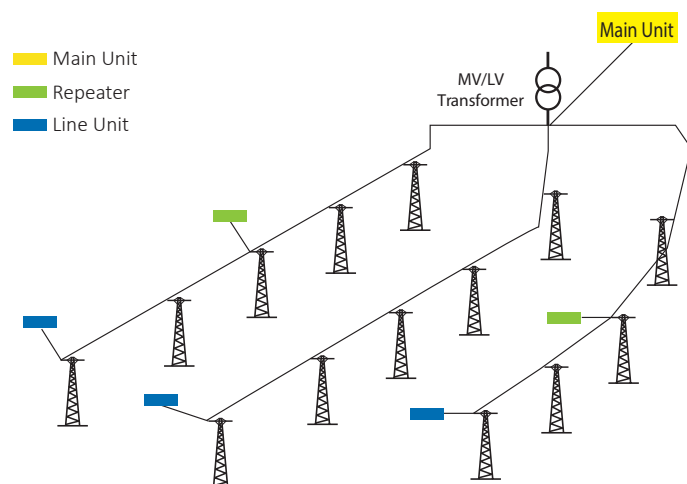 Main Unit
MV/LV
Transformer
Main Unit
Repeater
Line Unit